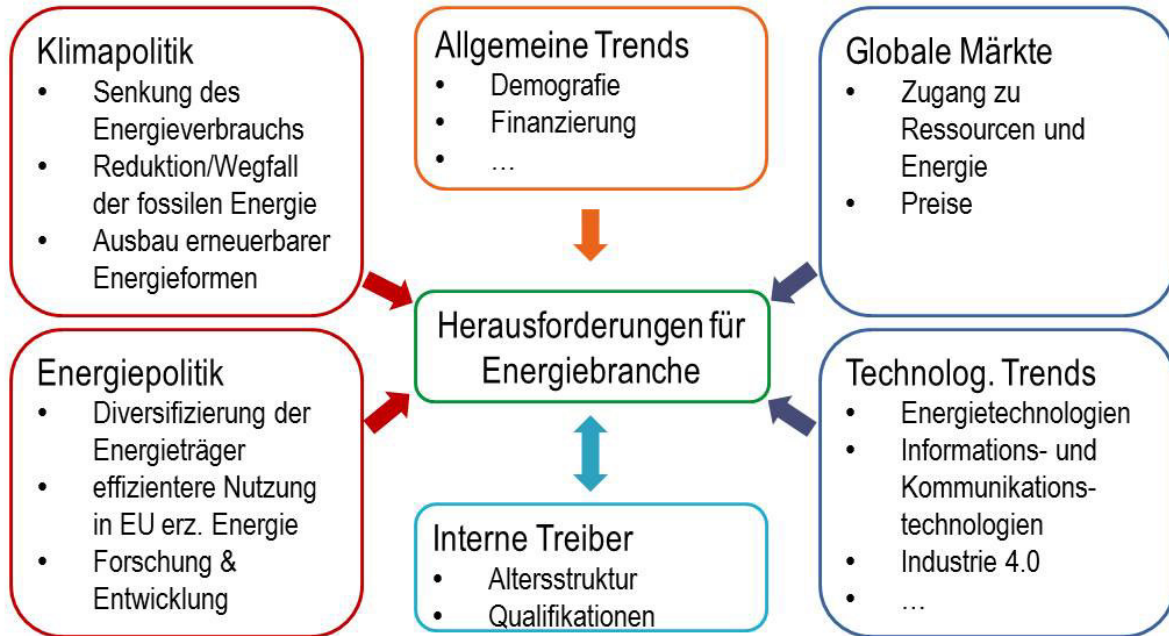 Klimapolitik
• Senkung des
Energieverbrauchs
• Reduktion/Wegfall
der fossilen Energie
• Ausbau erneuerbarer
Energieformen
Allgemeine Trends
• Demografie
• Finanzierung
• …
Globale Märkte
• Zugang zu
Ressourcen und
Energie
• Preise
Herausforderungen für
Energiebranche
Energiepolitik
• Diversifizierung der
Energieträger
• effizientere Nutzung
in EU erz. Energie
• Forschung &
Entwicklung
Interne Treiber
• Altersstruktur
• Qualifikationen
Technolog. Trends
• Energietechnologien
• Informations- und
Kommunikations-
technologien
• Industrie 4.0
• …